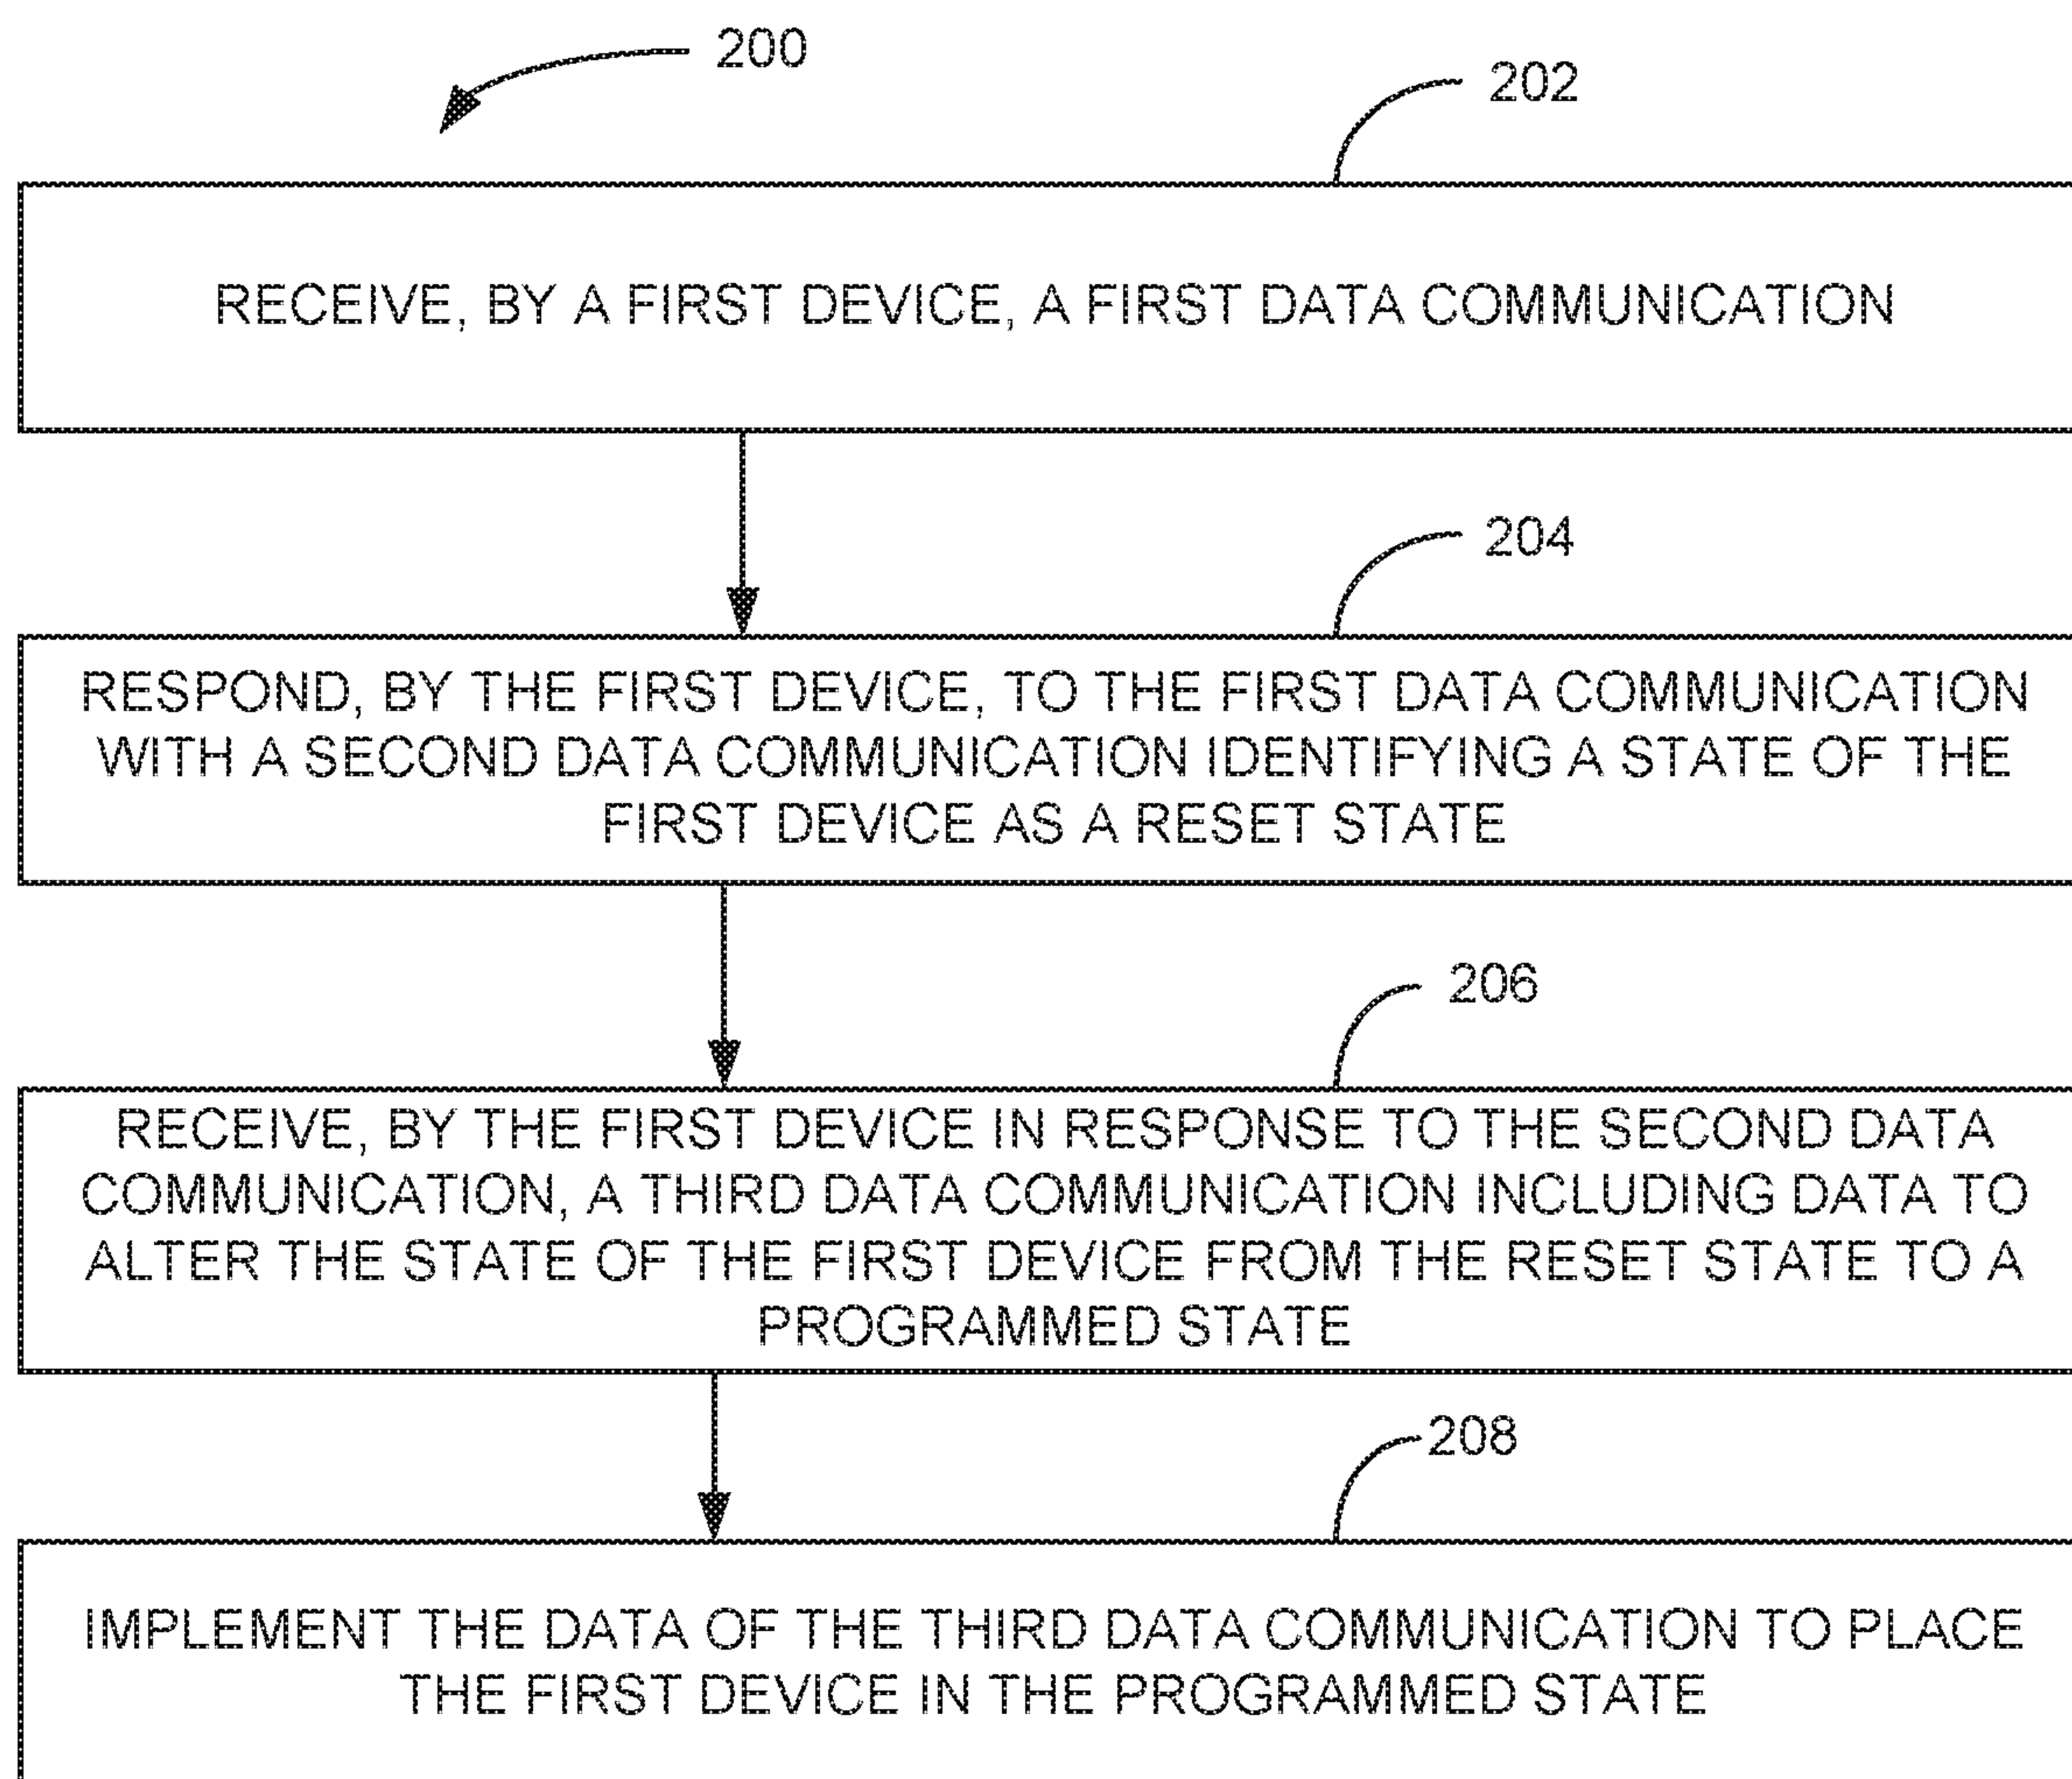 200
202
RECEIVE, BY A FIRST DEVICE, A FIRST DATA COMMUNICATION
204
RESPOND, BY THE FIRST DEVICE, TO THE FIRST DATA COMMUNICATION
WITH A SECOND DATA COMMUNICATION IDENTIFYING A STATE OF THE
FIRST DEVICE AS A RESET STATE
206
RECEIVE, BY THE FIRST DEVICE IN RESPONSE TO THE SECOND DATA
COMMUNICATION, A THIRD DATA COMMUNICATION INCLUDING DATA TO
ALTER THE STATE OF THE FIRST DEVICE FROM THE RESET STATE TO A
PROGRAMMED STATE
208
IMPLEMENT THE DATA OF THE THIRD DATA COMMUNICATION TO PLACE
THE FIRST DEVICE IN THE PROGRAMMED STATE